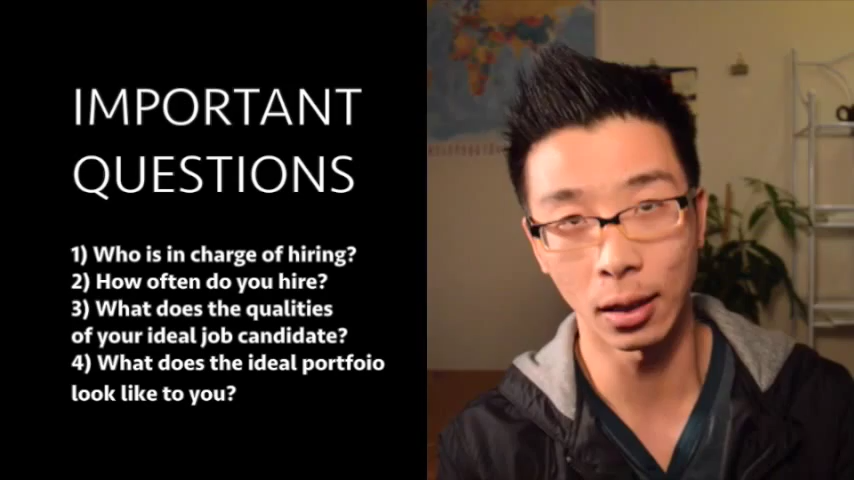 IMPORTANT
QUESTIONS
1) Who is in charge of hiring?
2) How often do you hire?
3) What does the qualities
of your ideal job candidate?
4) What does the ideal portfoio
look like to you?